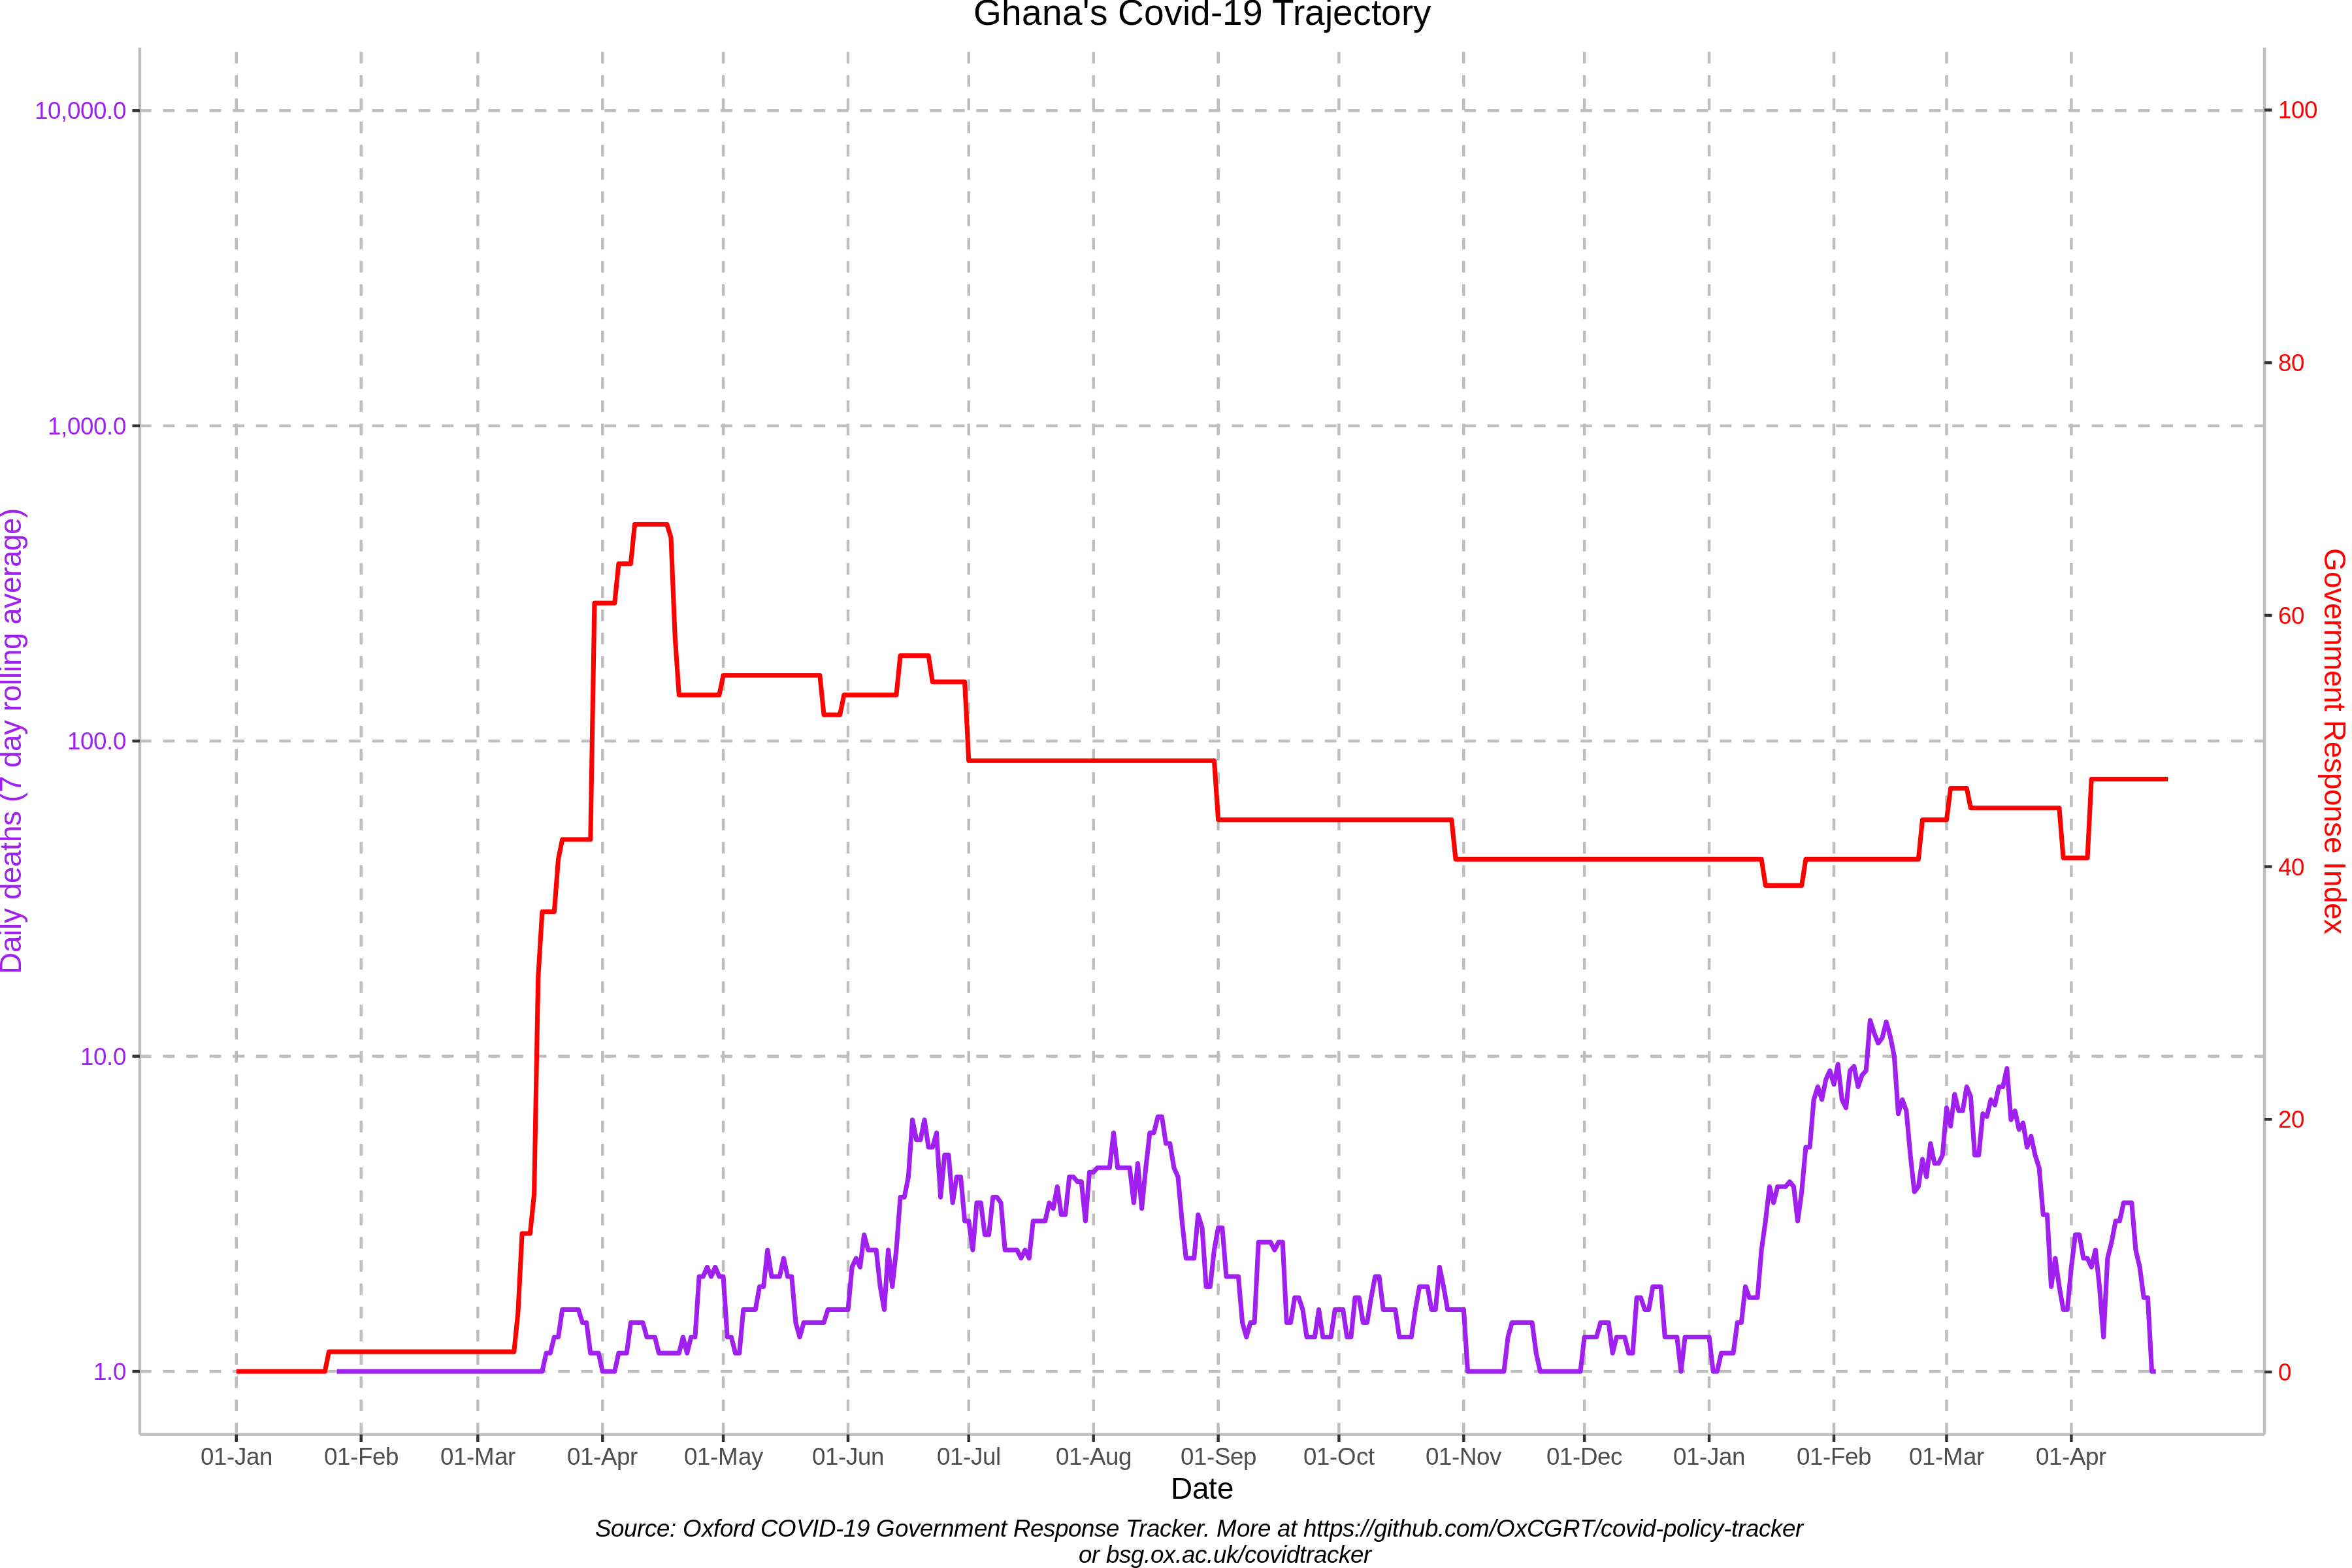 Ghana's Covid-19 Trajectory
10,000.0
1,000.0
100.0
10.0
1.0
Daily deaths (7 day rolling average)
100
80
60
40
20
0
Government Response Index
01-Jan 01-Feb 01-Mar 01-Apr 01-May 01-Jun 01-Jul 01-Aug 01-Sep 01-Oct 01-Nov 01-Dec 01-Jan 01-Feb 01-Mar 01-Apr
Date
Source: Oxford COVID-19 Government Response Tracker. More at https://github.com/OxCGRT/covid-policy-tracker
or bsg.ox.ac.uk/covidtracker